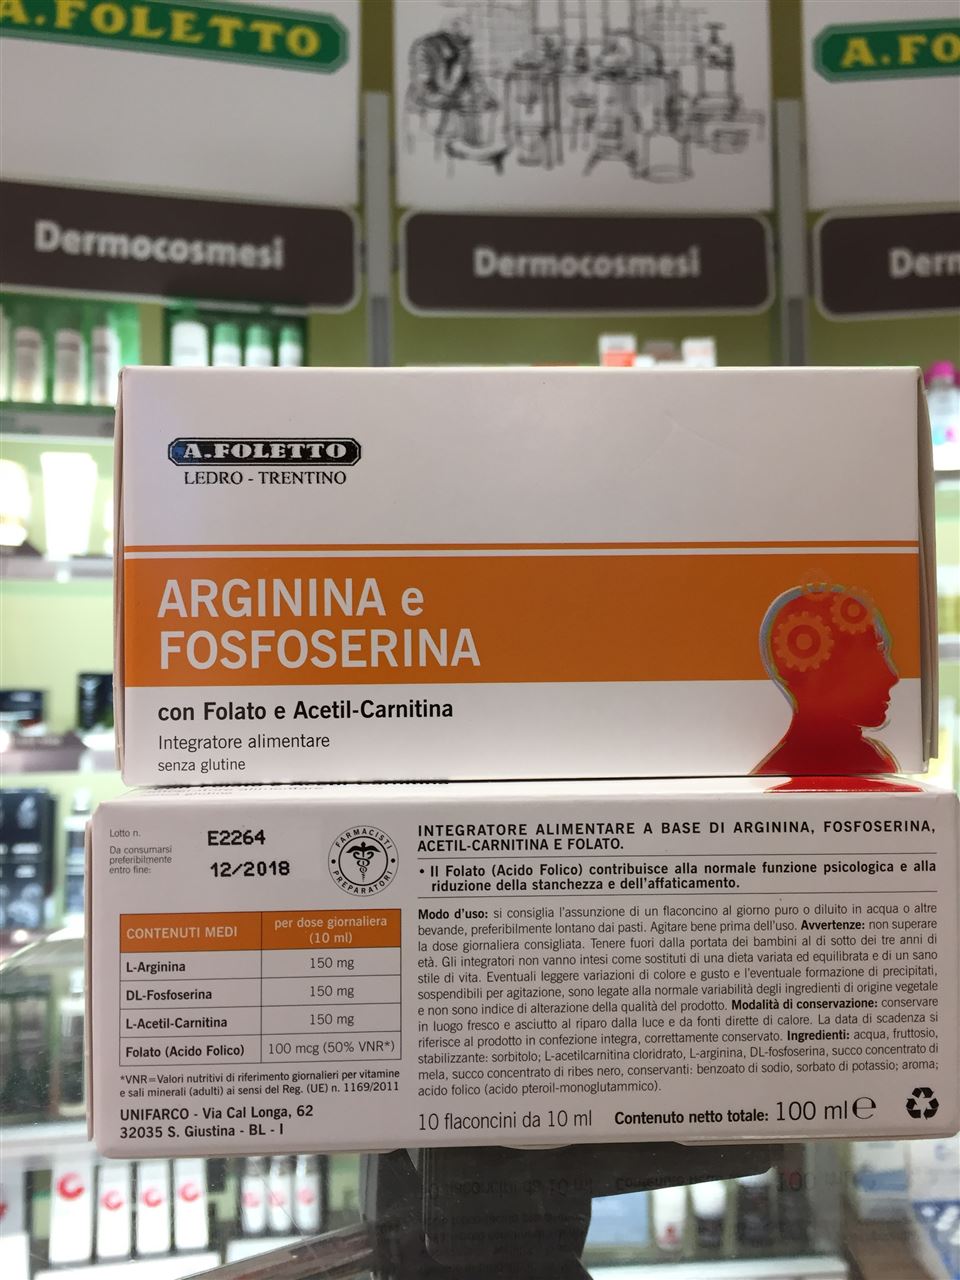 A.FOLETTO
A.FO
Dermocosmesi
Dermocosmesi
Derm
A.FOLETTO
LEDRO - TRENTINO
ARGININA e
FOSFOSERINA
con Folato e Acetil-Carnitina
Integratore alimentare
senza glutine
Lotto n.
E2264
Da consumarsi
preferibilmente
entro fine:
12/2018
FARMACISTI
PREPARATORI
CONTENUTI MEDI
per dose giornaliera
(10 ml)
L-Arginina
150 mg
DL-Fosfoserina
150 mg
L-Acetil-Carnitina
150 mg
Folato (Acido Folico)
100 mcg (50% VNR*)
*VNR=Valori nutritivi di riferimento giornalieri per vitamine
e sali minerali (adulti) ai sensi del Reg. (UE) n. 1169/2011
UNIFARCO - Via Cal Longa, 62
32035 S. Giustina - BL - I
INTEGRATORE ALIMENTARE A BASE DI ARGININA, FOSFOSERINA,
ACETIL-CARNITINA E FOLATO.
• Il Folato (Acido Folico) contribuisce alla normale funzione psicologica e alla
riduzione della stanchezza e dell'affaticamento.
Modo d'uso: si consiglia l'assunzione di un flaconcino al giorno puro o diluito in acqua o altre
bevande, preferibilmente lontano dai pasti. Agitare bene prima dell'uso. Avvertenze: non superare
la dose giornaliera consigliata. Tenere fuori dalla portata dei bambini al di sotto dei tre anni di
età. Gli integratori non vanno intesi come sostituti di una dieta variata ed equilibrata e di un sano
stile di vita. Eventuali leggere variazioni di colore e gusto e l'eventuale formazione di precipitati,
sospendibili per agitazione, sono legate alla normale variabilità degli ingredienti di origine vegetale
e non sono indice di alterazione della qualità del prodotto. Modalità di conservazione: conservare
in luogo fresco e asciutto al riparo dalla luce e da fonti dirette di calore. La data di scadenza si
riferisce al prodotto in confezione integra, correttamente conservato. Ingredienti: acqua, fruttosio,
stabilizzante: sorbitolo; L-acetilcarnitina cloridrato, L-arginina, DL-fosfoserina, succo concentrato di
mela, succo concentrato di ribes nero, conservanti: benzoato di sodio, sorbato di potassio; aroma;
acido folico (acido pteroil-monoglutammico).
10 flaconcini da 10 ml
Contenuto netto totale: 100 ml e